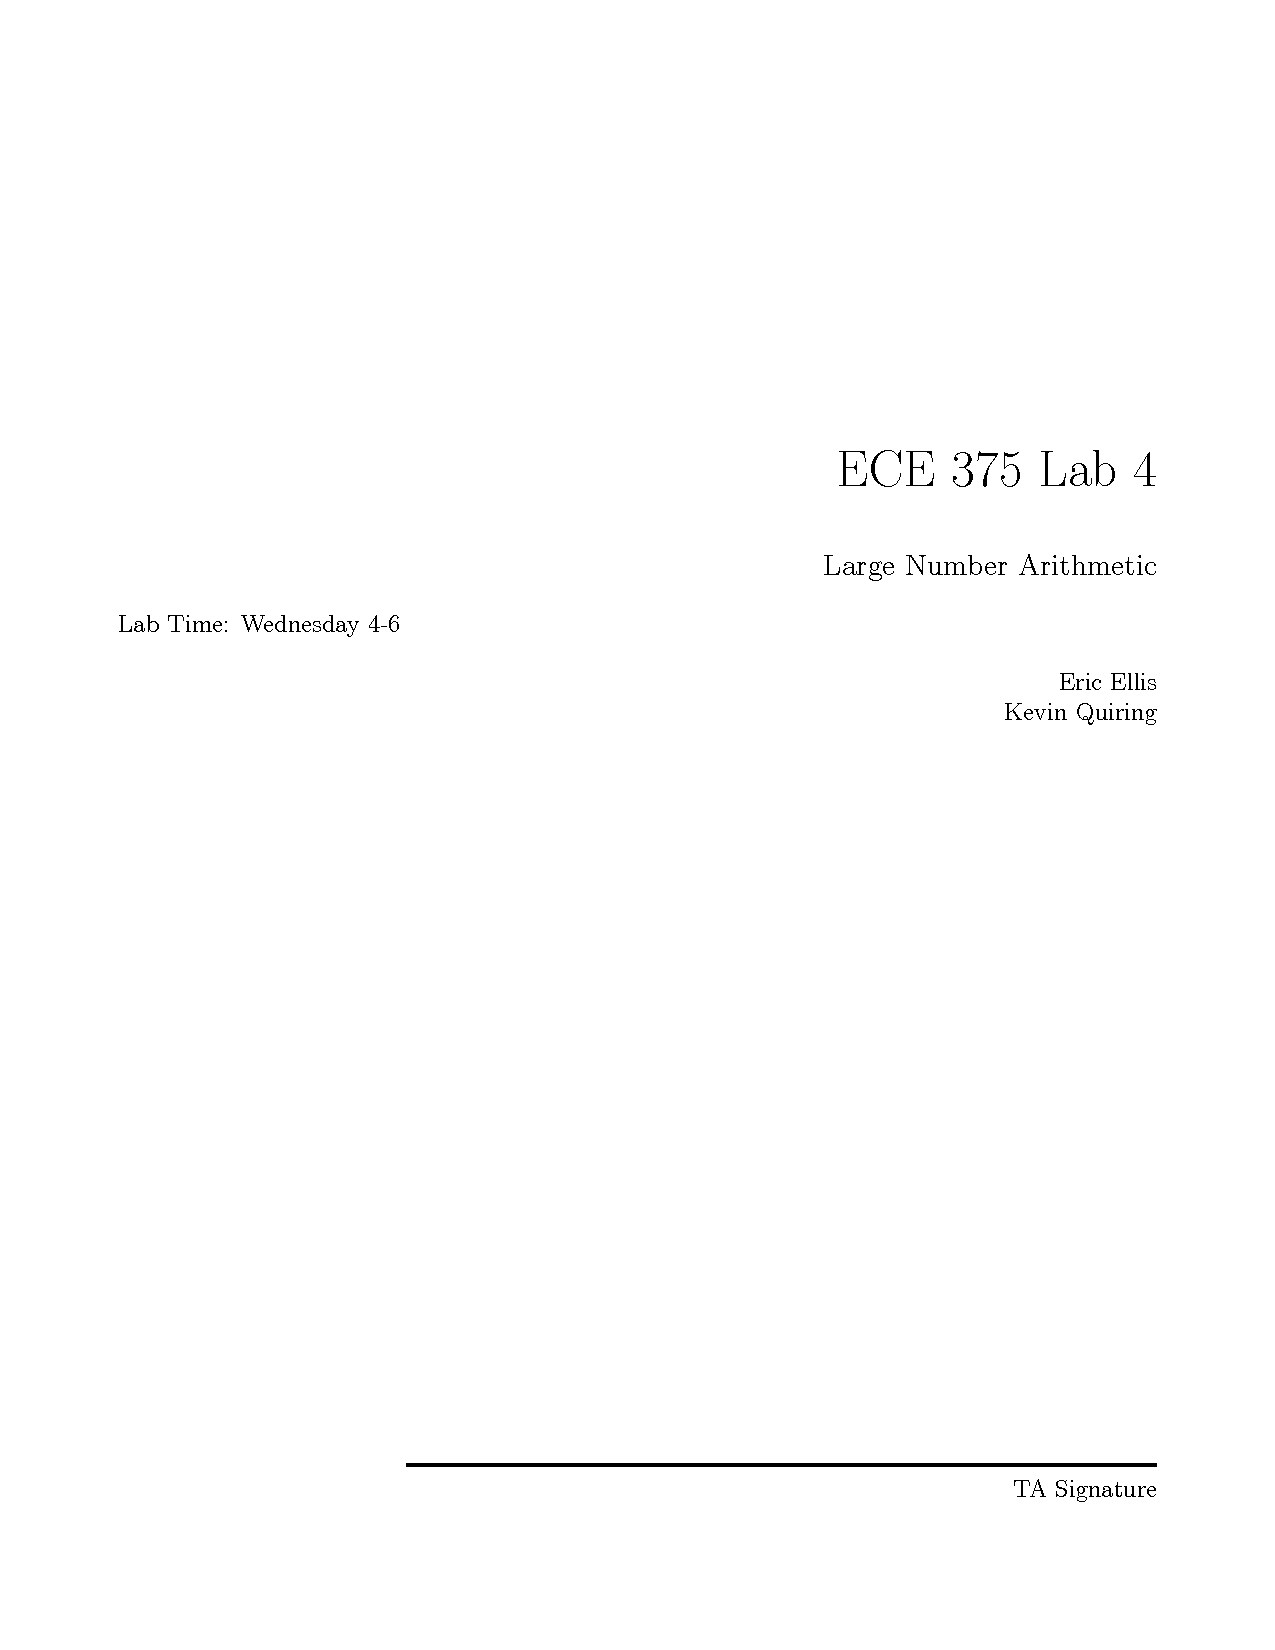 ECE 375 Lab 4
Large Number Arithmetic
Lab Time: Wednesday 4-6
Eric Ellis
Kevin Quiring
TA Signature